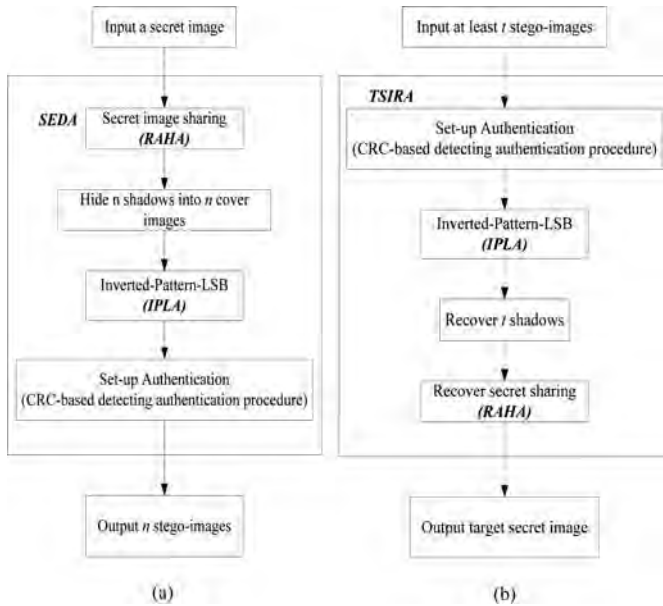 Input a secret image
SEDA
Secret image sharing
(RAHA)
Hide n shadows into n cover
images
Inverted-Pattern-LSB
(IPLA)
Set-up Authentication
(CRC-based detecting authentication procedure)
Output n stego-images
(a)
Input at least t stego-images
TSIRA
Set-up Authentication
(CRC-based detecting authentication procedure)
Inverted-Pattern-LSB
(IPLA)
Recover t shadows
Recover secret sharing
(RAHA)
Output target secret image
(b)